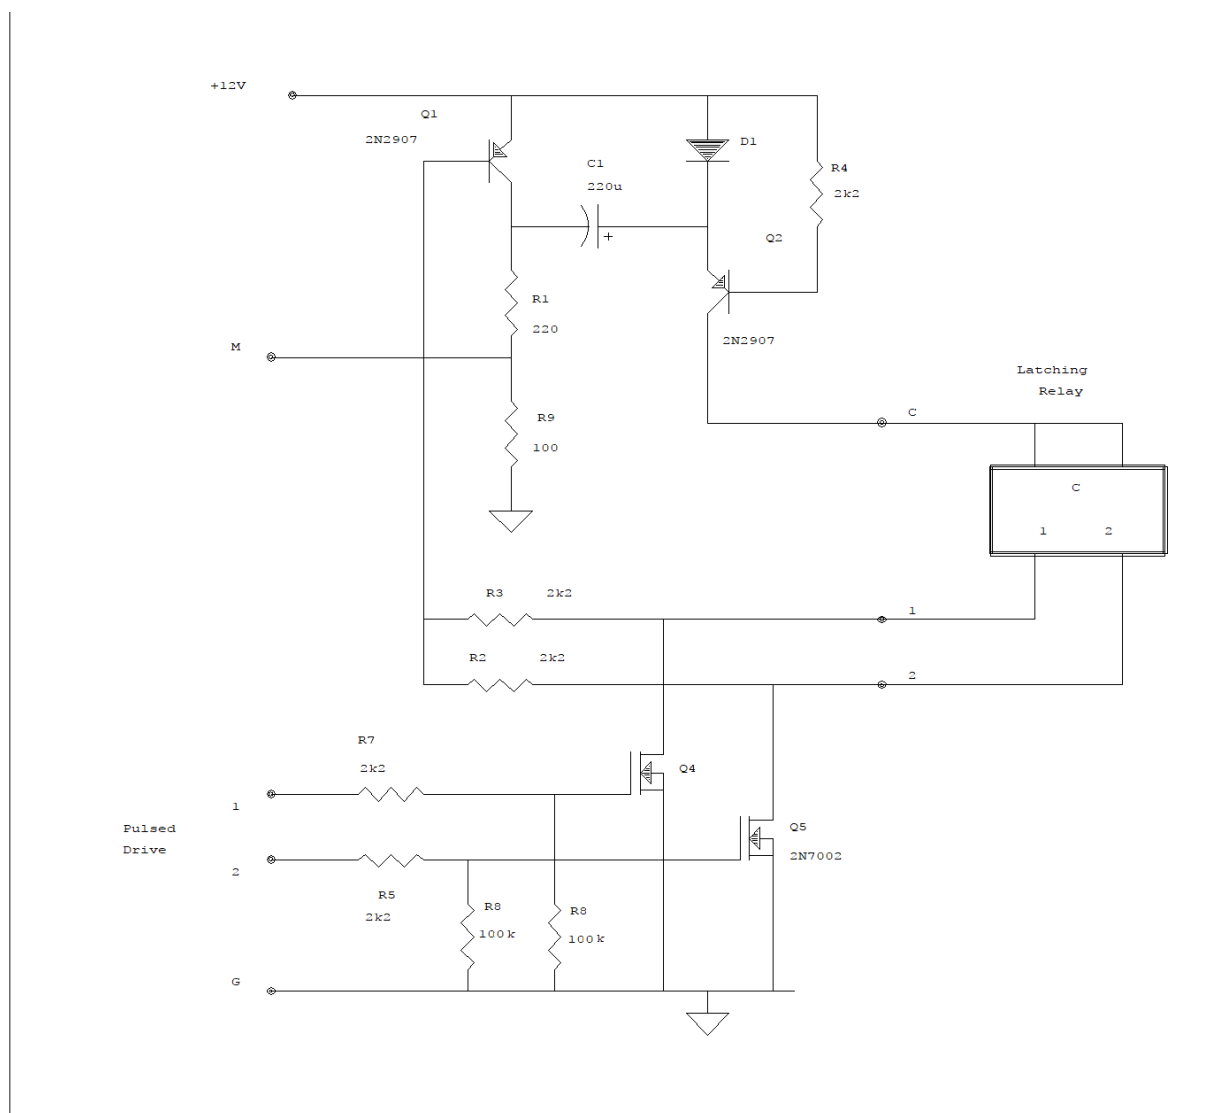 +12V
Q1
2N2907
D1
C1
220u
+
R4
2k2
Q2
R1
220
2N2907
M
Latching
Relay
C
R9
100
C
1 2
R3 2k2
1
R2 2k2
2
R7
2k2
Q4
1
Pulsed
Drive
Q5
2N7002
2
R5
2k2
R8
100k
R8
100k
G